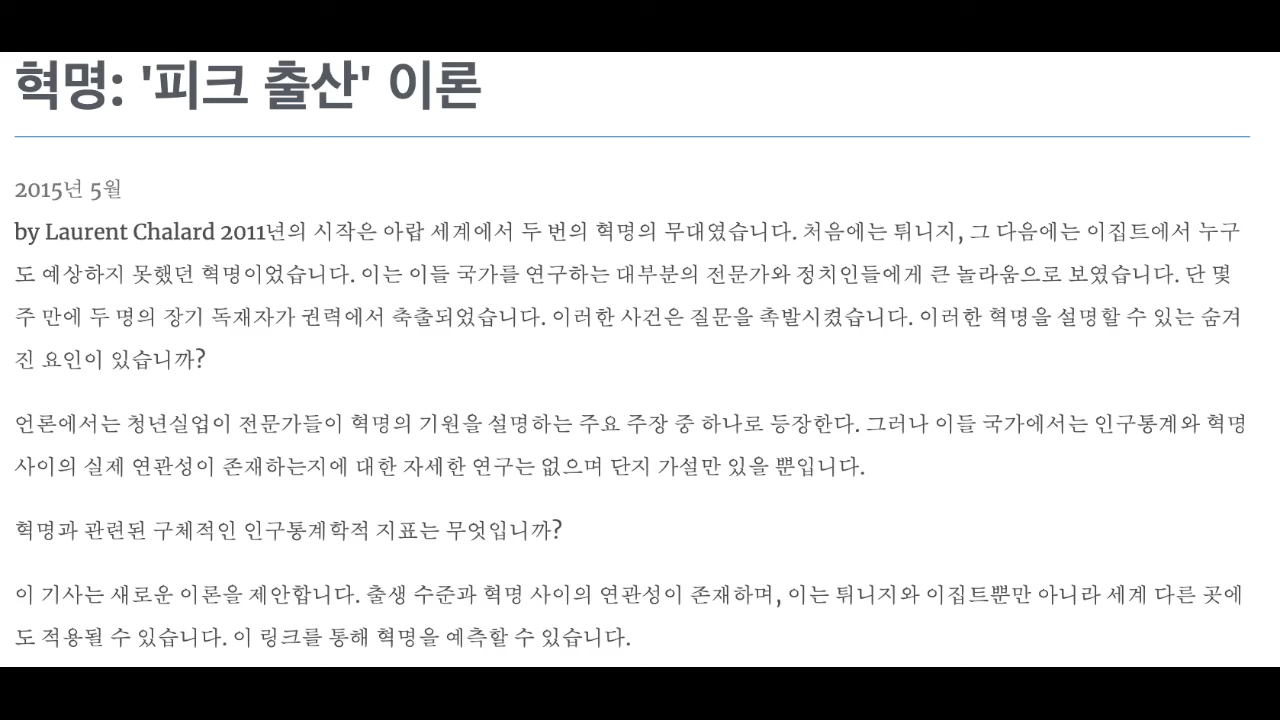 혁명: '피크 출산' 이론
2015년 5월
by Laurent Chalard 2011년의 시작은 아랍 세계에서 두 번의 혁명의 무대였습니다. 처음에는 튀니지, 그 다음에는 이집트에서 누구
도 예상하지 못했던 혁명이었습니다. 이는 이들 국가를 연구하는 대부분의 전문가와 정치인들에게 큰 놀라움으로 보였습니다. 단 몇
주 만에 두 명의 장기 독재자가 권력에서 축출되었습니다. 이러한 사건은 질문을 촉발시켰습니다. 이러한 혁명을 설명할 수 있는 숨겨
진 요인이 있습니까?
언론에서는 청년실업이 전문가들이 혁명의 기원을 설명하는 주요 주장 중 하나로 등장한다. 그러나 이들 국가에서는 인구통계와 혁명
사이의 실제 연관성이 존재하는지에 대한 자세한 연구는 없으며 단지 가설만 있을 뿐입니다.
혁명과 관련된 구체적인 인구통계학적 지표는 무엇입니까?
이 기사는 새로운 이론을 제안합니다. 출생 수준과 혁명 사이의 연관성이 존재하며, 이는 튀니지와 이집트뿐만 아니라 세계 다른 곳에
도 적용될 수 있습니다. 이 링크를 통해 혁명을 예측할 수 있습니다.